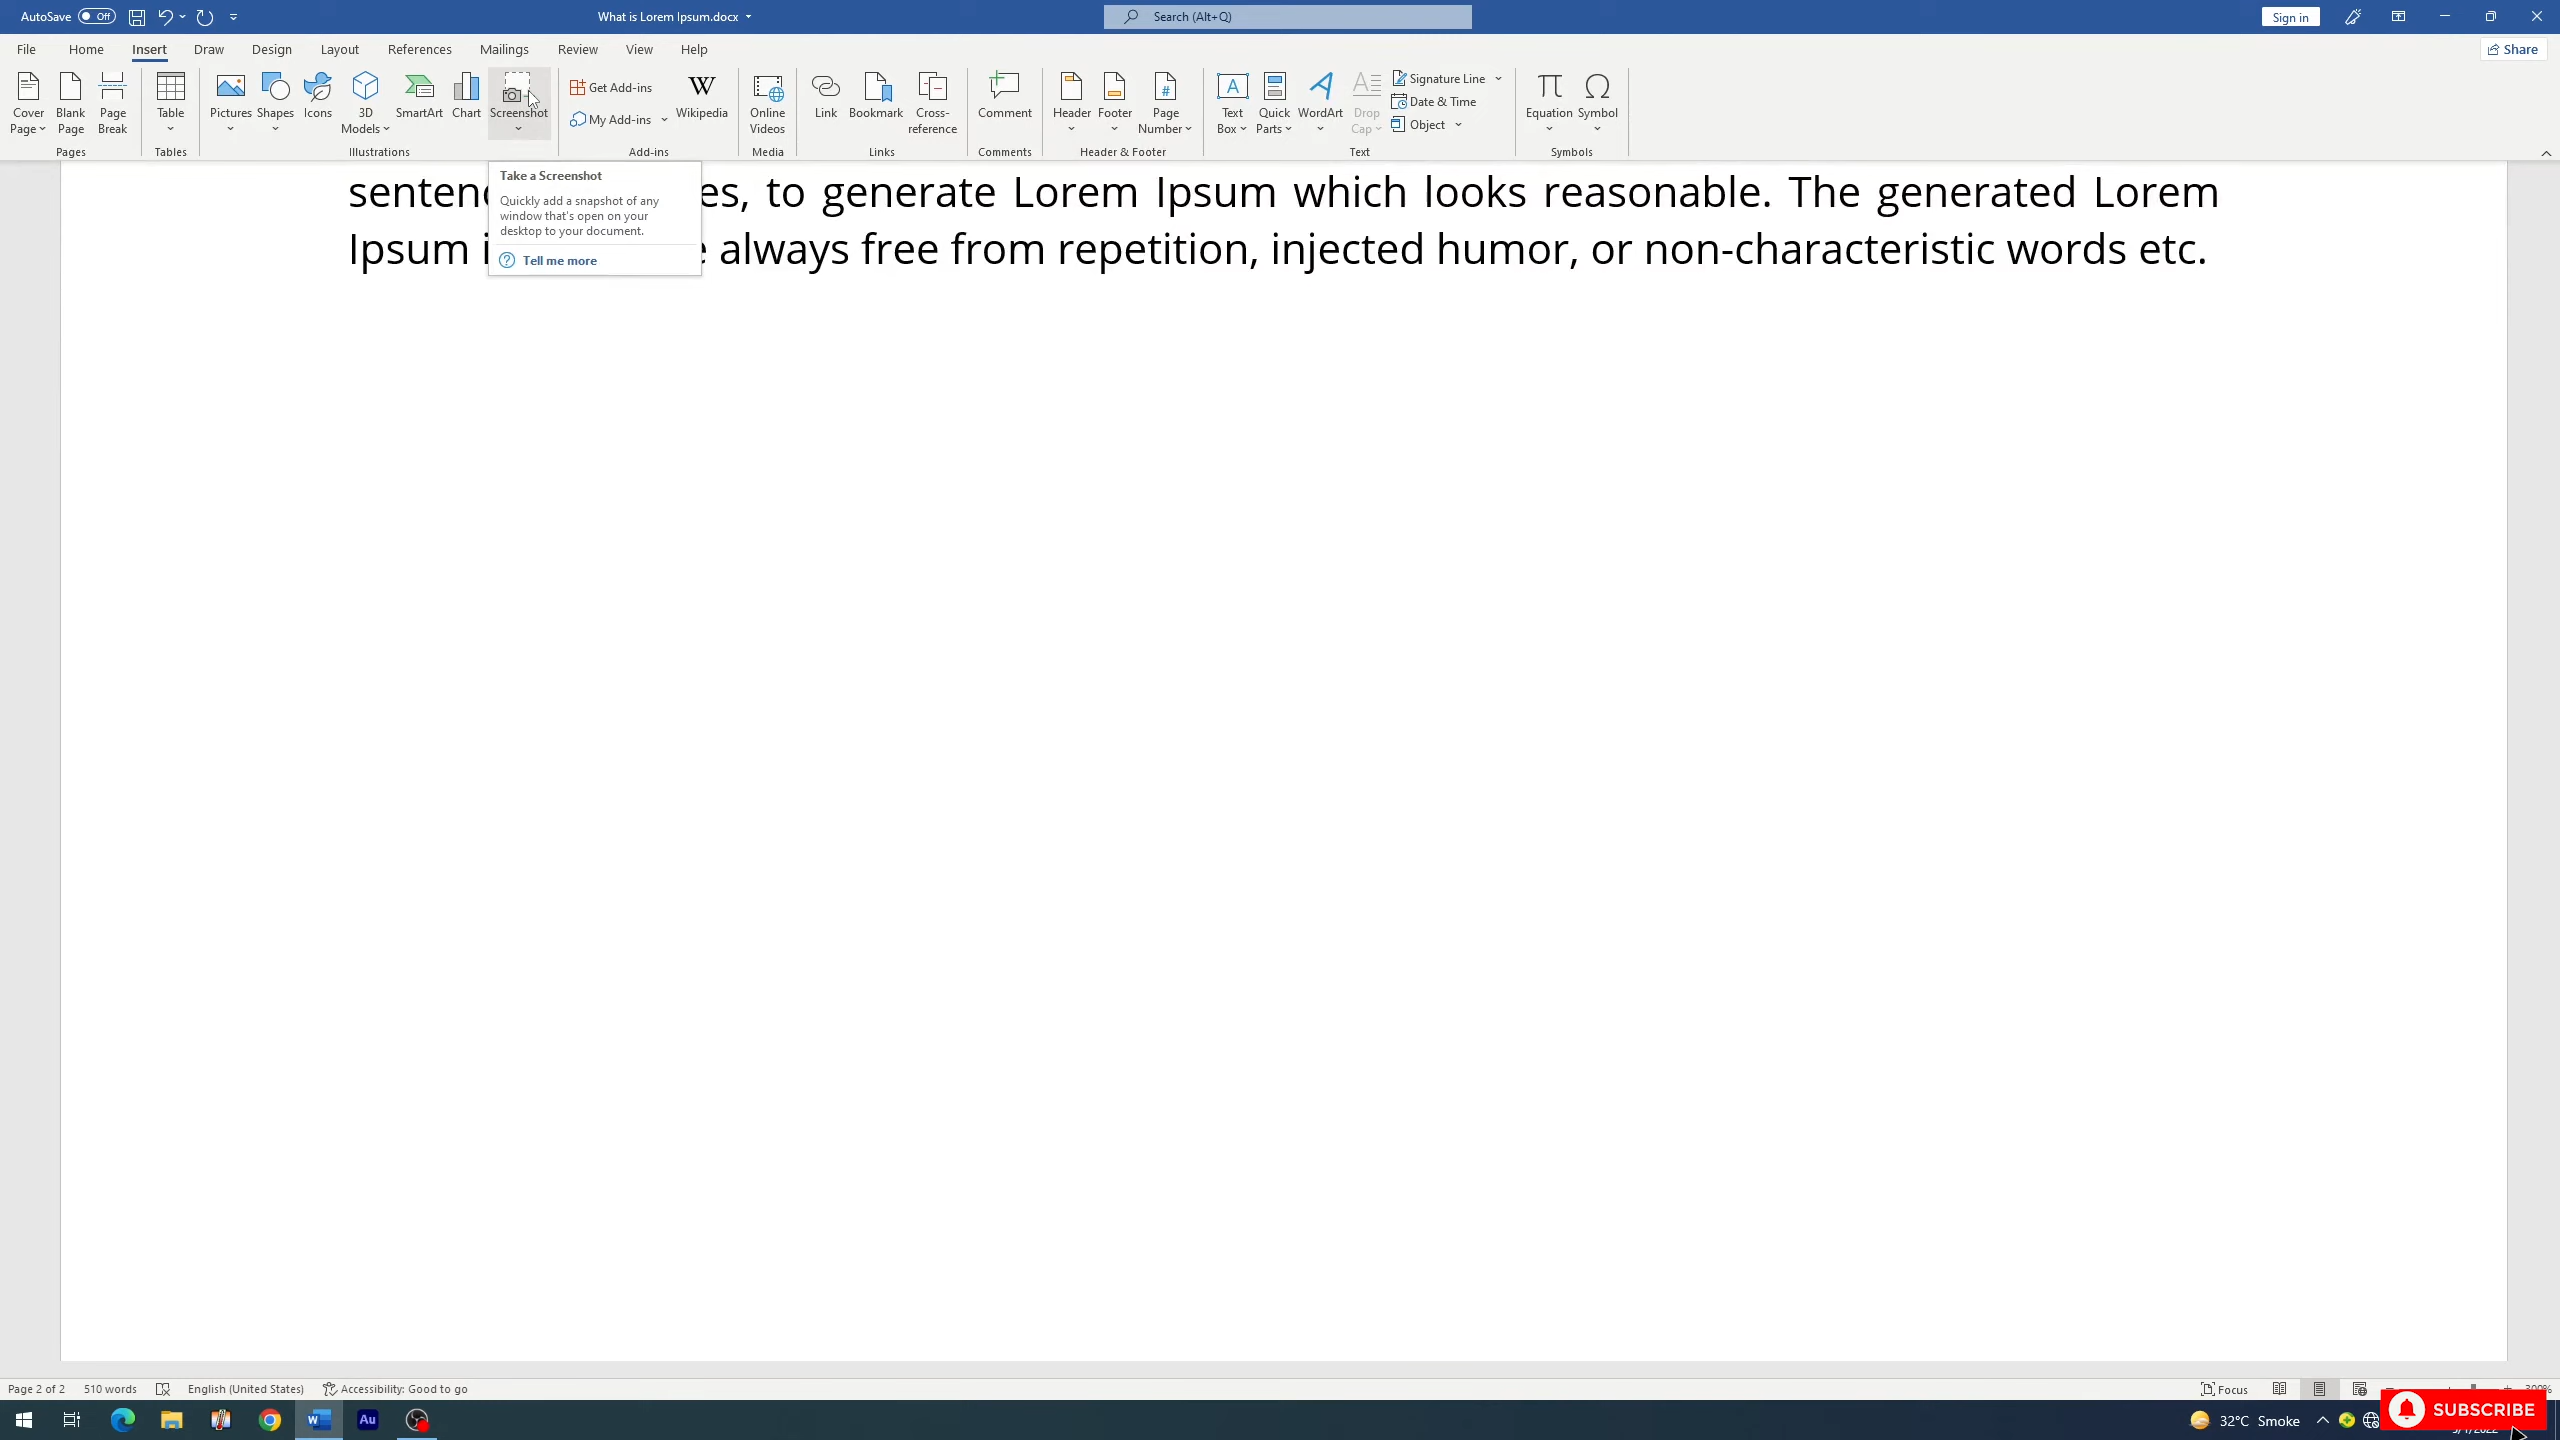 AutoSave Off What is Lorem Ipsum.docx Search (Alt+Q) Sign in
File Home Insert Draw Design Layout References Mailings Review View Help Share
Cover Page
Blank Page
Page Break
Pages
Table
Tables
Pictures
Shapes
Icons
3D Models
SmartArt
Chart
Screenshot
Illustrations
Get Add-ins
My Add-ins
W
Wikipedia
Add-ins
Online Videos
Media
Link
Bookmark
Cross-reference
Links
Comment
Comments
Header
Footer
#
Page Number
Header & Footer
A
Text Box
Quick Parts
WordArt
Drop Cap
Signature Line
Date & Time
Object
Text
π
Equation
Ω
Symbol
Symbols
Take a Screenshot
Quickly add a snapshot of any
window that's open on your
desktop to your document.
? Tell me more
es, to generate Lorem Ipsum which looks reasonable. The generated Lorem
Ipsum always free from repetition, injected humor, or non-characteristic words etc.
Page 2 of 2 510 words English (United States) Accessibility: Good to go Focus
W Au 32°C Smoke
SUBSCRIBE